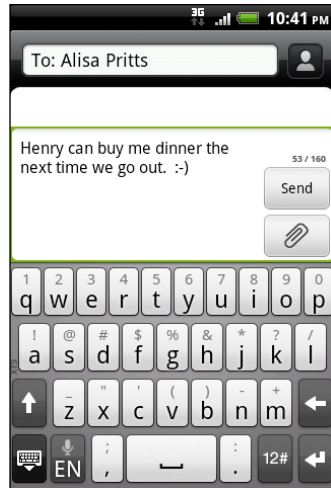 3G
10:41 PM
To: Alisa Pritts
Henry can buy me dinner the
next time we go out.  :-)
53 / 160
Send
1 2 3 4 5 6 7 8 9 0
q w e r t y u i o p
! @ # $ % & * ? /
a s d f g h j k l
_ " ' ( ) - +
z x c v b n m
EN ; , : . 12#